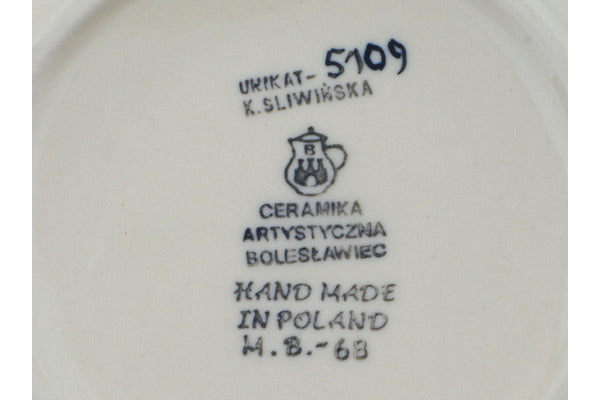 UNIKAT- 5109
K. SLIWIŃSKA
B
CERAMIKA
ARTYSTYCZNA
BOLESŁAWIEC
HAND MADE
IN POLAND
M.B.-68